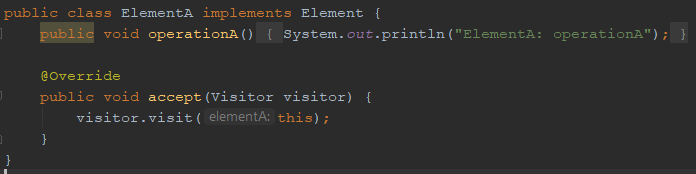 public class ElementA implements Element {
    public void operationA() { System.out.println("ElementA: operationA"); }
    @Override
    public void accept(Visitor visitor) {
        visitor.visit( elementA: this);
    }
}